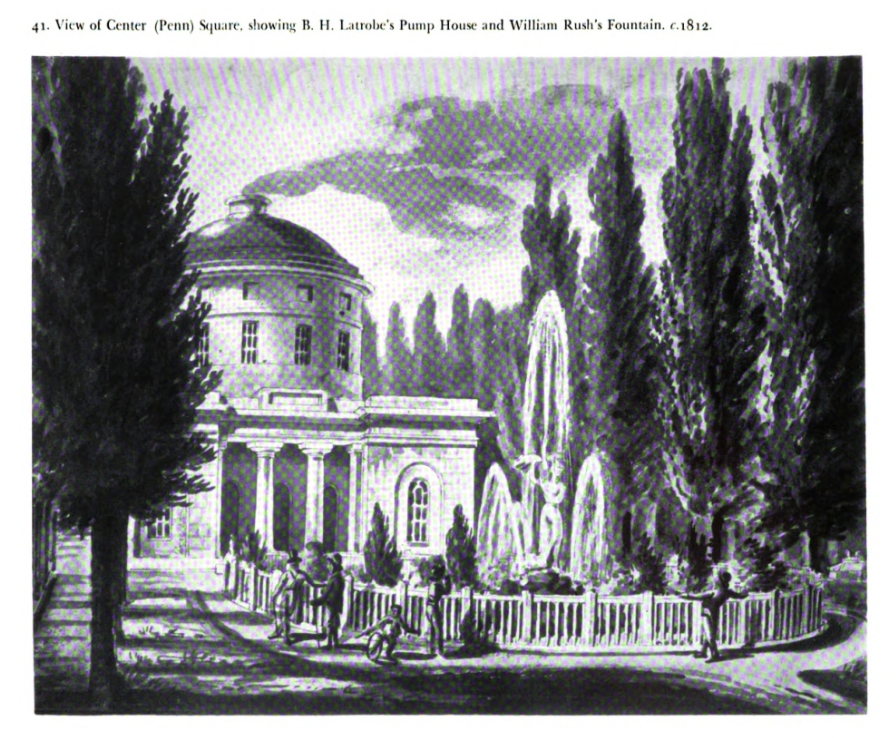 41. View of Center (Penn) Square, showing B. H. Latrobe's Pump House and William Rush's Fountain. c.1812.